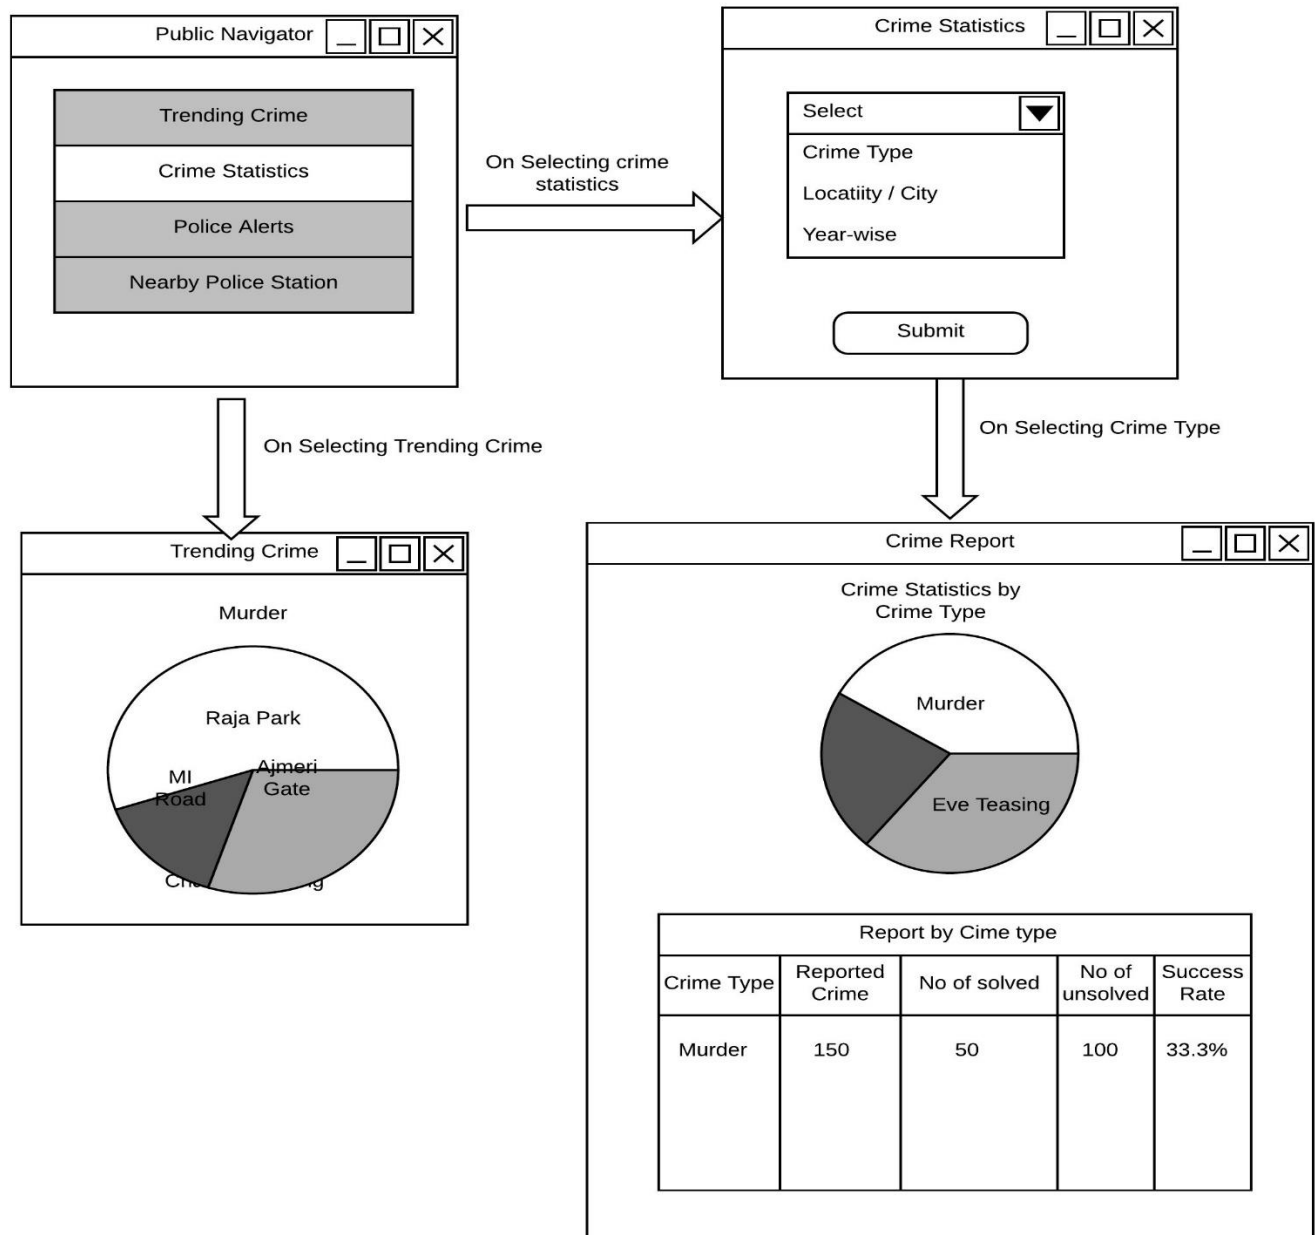 Public Navigator
Trending Crime
Crime Statistics
Police Alerts
Nearby Police Station
On Selecting crime
statistics
Crime Statistics
Select
Crime Type
Locatiity / City
Year-wise
Submit
On Selecting Trending Crime
On Selecting Crime Type
Trending Crime
Murder
Raja Park
MI
Road
Ajmeri
Gate
Crime Report
Crime Statistics by
Crime Type
Murder
Eve Teasing
Report by Cime type
Crime Type
Reported
Crime
No of solved
No of
unsolved
Success
Rate
Murder 150 50 100 33.3%